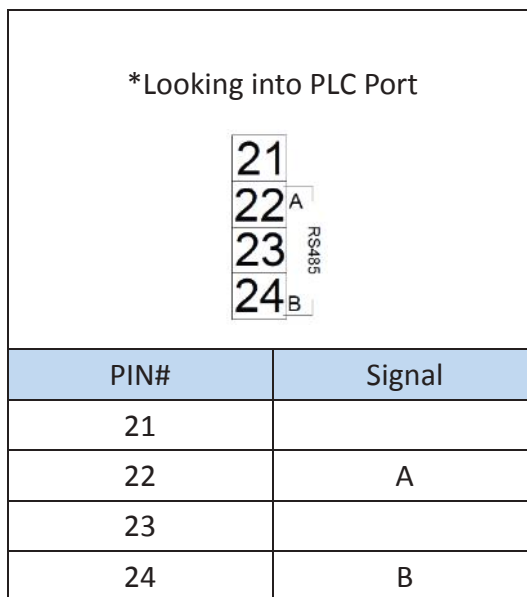 *Looking into PLC Port
21
22 A
23
24 B
RS485
PIN# Signal
21
22 A
23
24 B